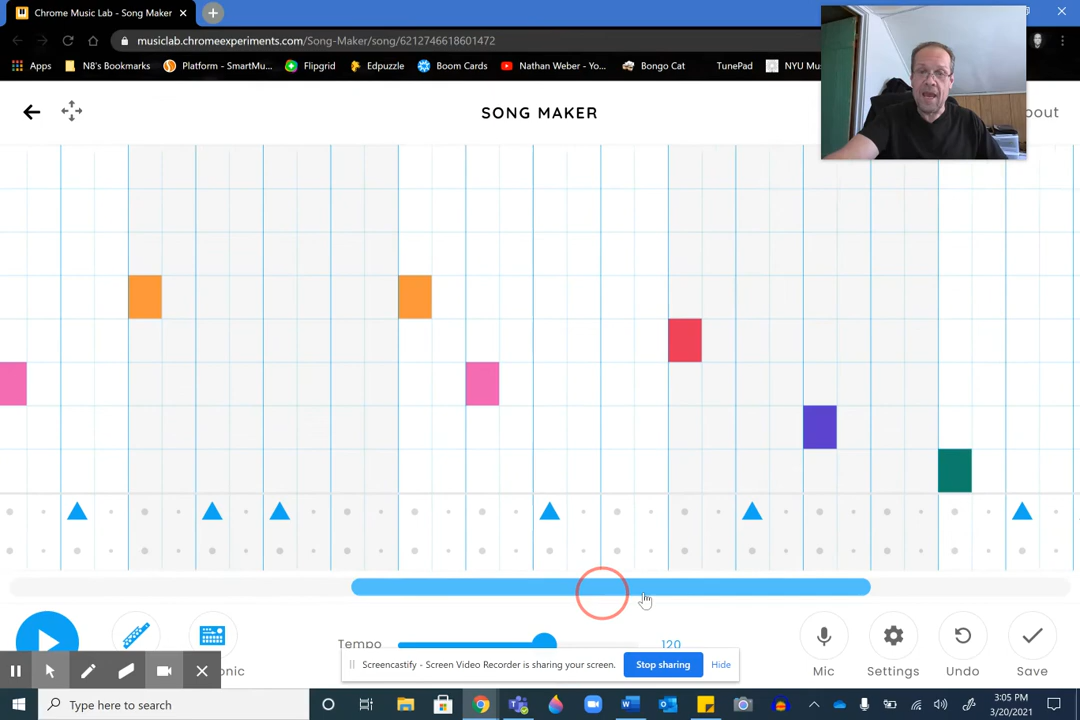 Chrome Music Lab - Song Maker
musiclab.chromeexperiments.com/Song-Maker/song/6212746618601472
Apps
N8's Bookmarks
Platform - SmartMu...
Flipgrid
Edpuzzle
Boom Cards
Nathan Weber - Yo...
Bongo Cat
TunePad
NYU Mu
SONG MAKER
bout
Tempo
120
onic
Mic
Settings
Undo
Save
Screencastify - Screen Video Recorder is sharing your screen.
Stop sharing
Hide
Type here to search
3:05 PM
3/20/2021